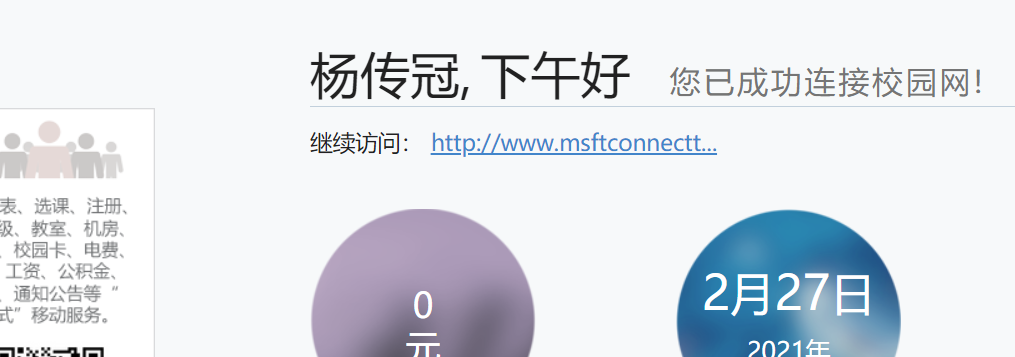 杨传冠, 下午好
您已成功连接校园网!
继续访问： http://www.msftconnectt...
表、选课、注册、
级、教室、机房、
、校园卡、电费、
工资、公积金、
、通知公告等“
式”移动服务。
0
元
2月27日
2021年